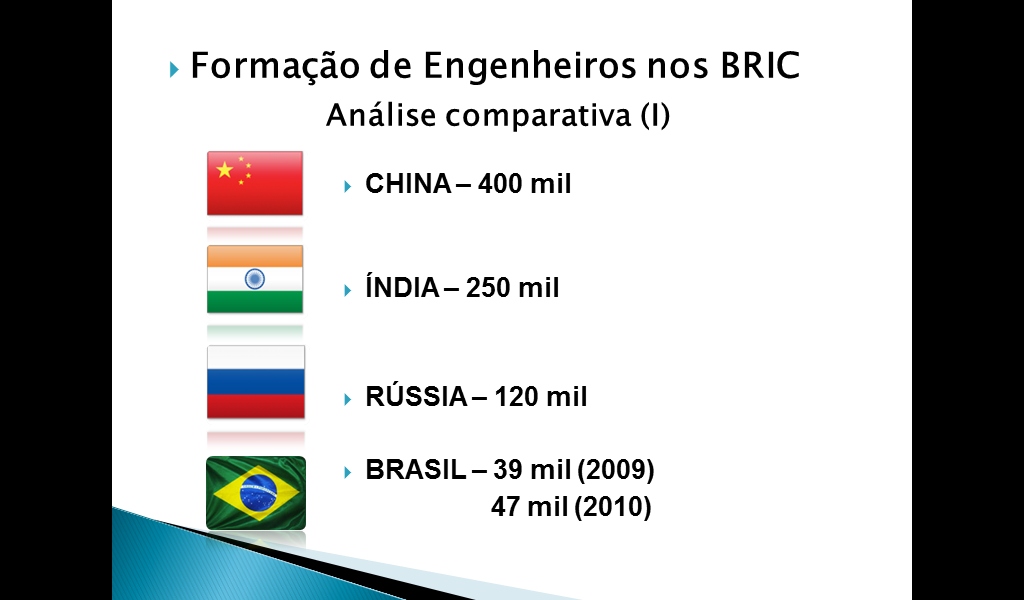 Formação de Engenheiros nos BRIC
Análise comparativa (I)
CHINA – 400 mil
ÍNDIA – 250 mil
RÚSSIA – 120 mil
BRASIL – 39 mil (2009)
47 mil (2010)